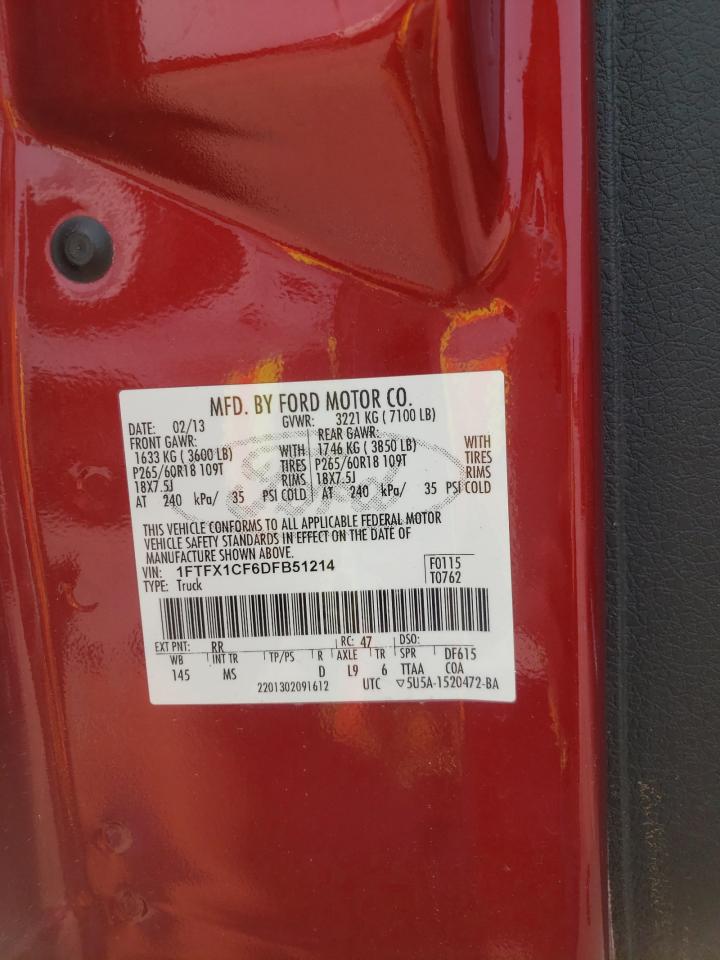 MFD. BY FORD MOTOR CO.
DATE: 02/13 GVWR: 3221 KG ( 7100 LB)
FRONT GAWR: REAR GAWR:
1633 KG ( 3600 LB) WITH 1746 KG ( 3850 LB) WITH
P265/60R18 109T TIRES P265/60R18 109T TIRES
18X7.5J RIMS 18X7.5J RIMS
AT 240 kPa/ 35 PSI COLD AT 240 kPa/ 35 PSI COLD
Ford
THIS VEHICLE CONFORMS TO ALL APPLICABLE FEDERAL MOTOR
VEHICLE SAFETY STANDARDS IN EFFECT ON THE DATE OF
MANUFACTURE SHOWN ABOVE.
VIN: 1FTFX1CF6DFB51214 F0115
TYPE: Truck T0762
EXT PNT: RR RC: 47 DSO:
WB INT TR TP/PS R AXLE TR SPR DF615
145 MS D L9 6 TTAA COA
2201302091612 UTC ▽5U5A-1520472-BA